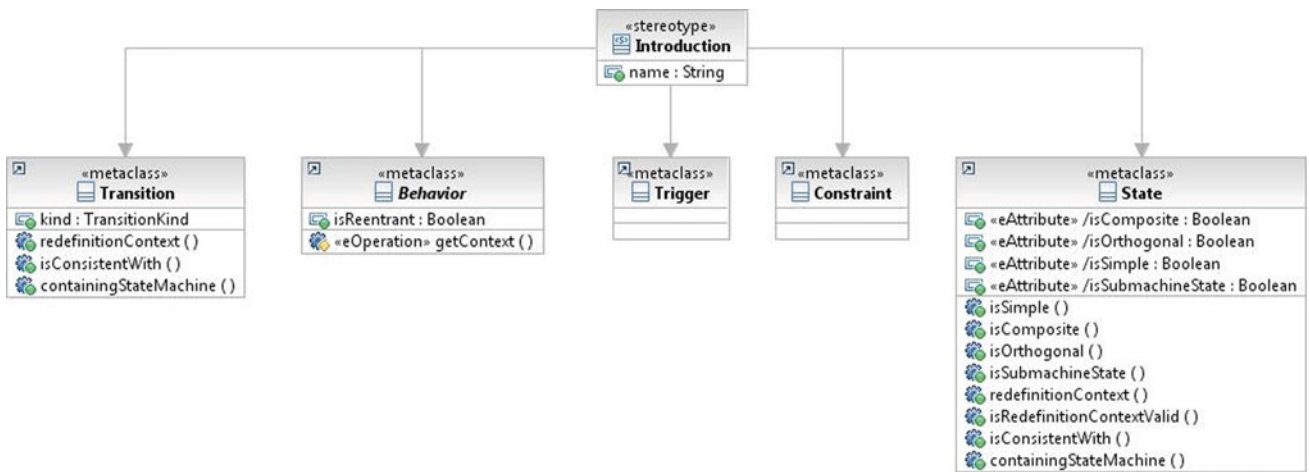 «stereotype»
Introduction
name : String
«metaclass»
Transition
kind : TransitionKind
redefinitionContext ( )
isConsistentWith ( )
containingStateMachine ( )
«metaclass»
Behavior
isReentrant : Boolean
«eOperation» getContext ( )
«metaclass»
Trigger
«metaclass»
Constraint
«metaclass»
State
«eAttribute» /isComposite : Boolean
«eAttribute» /isOrthogonal : Boolean
«eAttribute» /isSimple : Boolean
«eAttribute» /isSubmachineState : Boolean
isSimple ( )
isComposite ( )
isOrthogonal ( )
isSubmachineState ( )
redefinitionContext ( )
isRedefinitionContextValid ( )
isConsistentWith ( )
containingStateMachine ( )